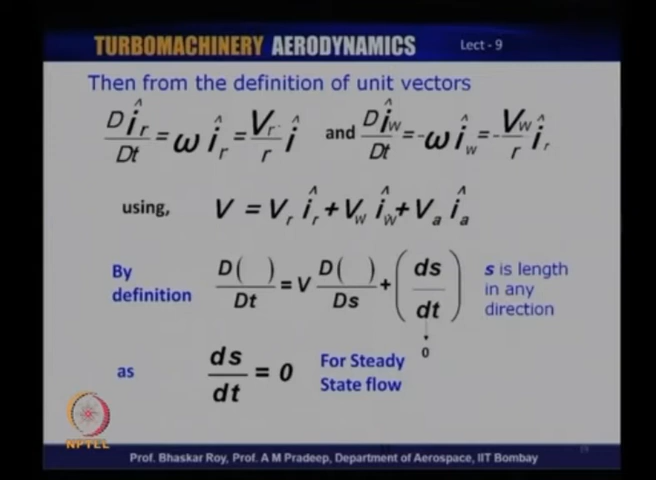 TURBOMACHINERY AERODYNAMICS Lect - 9
Then from the definition of unit vectors
Dî_r/Dt = ω î_r = V_r/r î and Dî_w/Dt = -ω î_w = -V_w/r î_r
using, V = V_r î_r + V_w î_w + V_a î_a
By definition D( )/Dt = V D( )/Ds + (ds/dt) s is length in any direction
0
as ds/dt = 0 For Steady State flow
NPTEL
Prof. Bhaskar Roy, Prof. A M Pradeep, Department of Aerospace, IIT Bombay